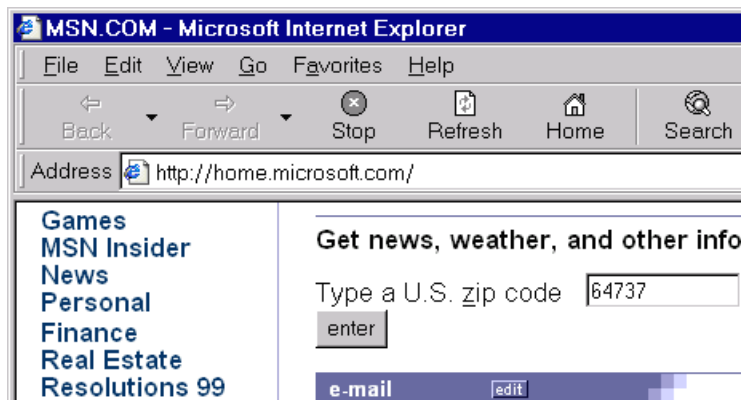 MSN.COM - Microsoft Internet Explorer
File Edit View Go Favorites Help
Back Forward Stop Refresh Home Search
Address http://home.microsoft.com/
Games
MSN Insider
News
Personal
Finance
Real Estate
Resolutions 99
Get news, weather, and other info
Type a U.S. zip code 64737
enter
e-mail edit